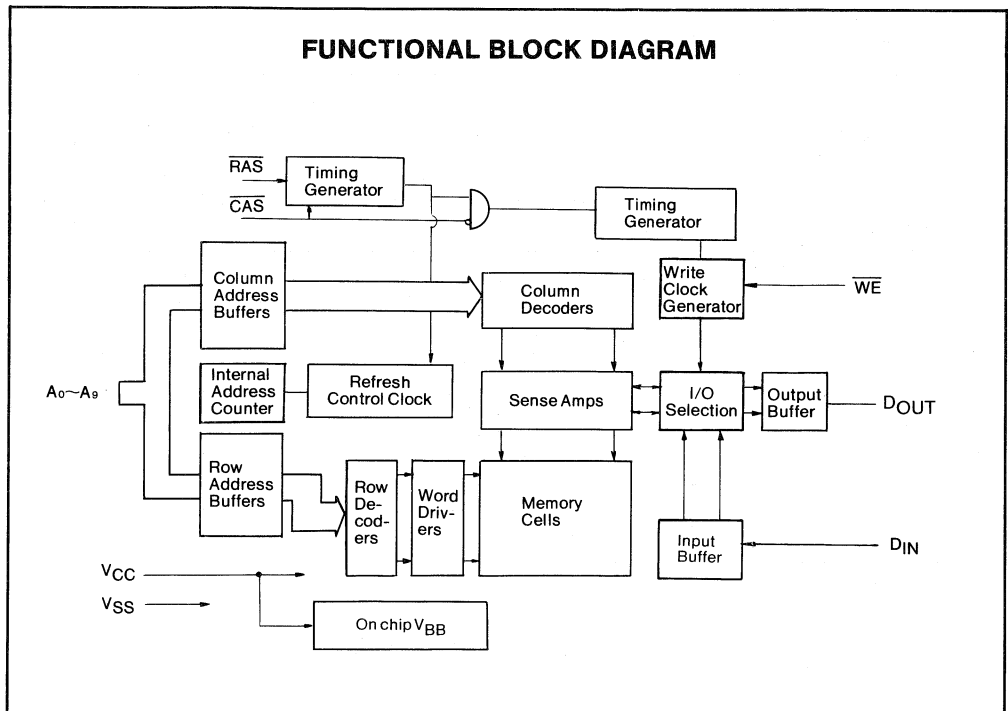 FUNCTIONAL BLOCK DIAGRAM
RAS
Timing
Generator
CAS
Timing
Generator
Column
Address
Buffers
Column
Decoders
Write
Clock
Generator
WE
A0~A9
Internal
Address
Counter
Refresh
Control Clock
Sense Amps
I/O
Selection
Output
Buffer
DOUT
Row
Address
Buffers
Row
De-
cod-
ers
Word
Driv-
ers
Memory
Cells
Input
Buffer
DIN
VCC
VSS
On chip VBB